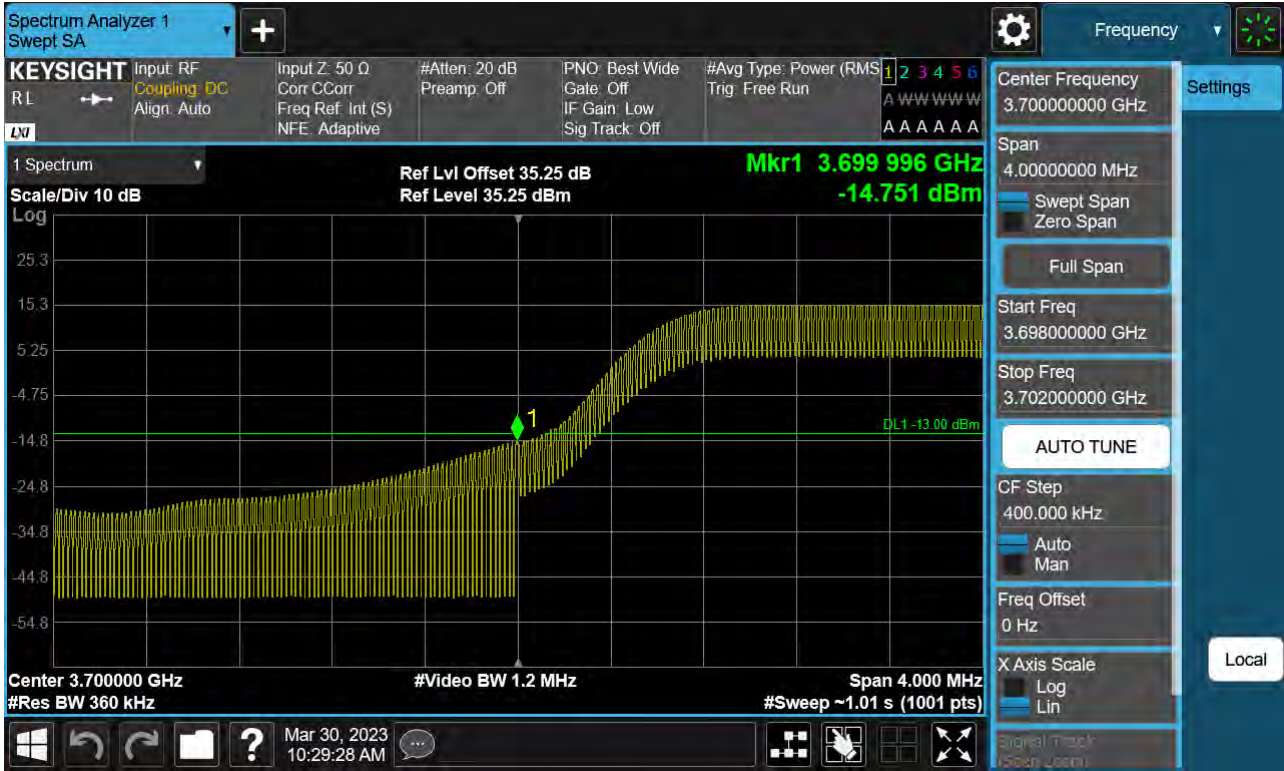 Spectrum Analyzer 1
Swept SA
Frequency
KEYSIGHT
RL
LXI
Input: RF
Coupling: DC
Align: Auto
Input Z: 50 Ω
Corr CCorr
Freq Ref: Int (S)
NFE: Adaptive
#Atten: 20 dB
Preamp: Off
PNO: Best Wide
Gate: Off
IF Gain: Low
Sig Track: Off
#Avg Type: Power (RMS
Trig: Free Run
1 2 3 4 5 6
A W W W W W
A A A A A A
1 Spectrum
Scale/Div 10 dB
Log
Ref Lvl Offset 35.25 dB
Ref Level 35.25 dBm
Mkr1 3.699 996 GHz
-14.751 dBm
25.3
15.3
5.25
-4.75
-14.8
-24.8
-34.8
-44.8
-54.8
1
DL1 -13.00 dBm
Center 3.700000 GHz
#Res BW 360 kHz
#Video BW 1.2 MHz
Span 4.000 MHz
#Sweep ~1.01 s (1001 pts)
Center Frequency
3.700000000 GHz
Settings
Span
4.00000000 MHz
Swept Span
Zero Span
Full Span
Start Freq
3.698000000 GHz
Stop Freq
3.702000000 GHz
AUTO TUNE
CF Step
400.000 kHz
Auto
Man
Freq Offset
0 Hz
X Axis Scale
Log
Lin
Local
Signal Track
(Span Zoom)
?
Mar 30, 2023
10:29:28 AM